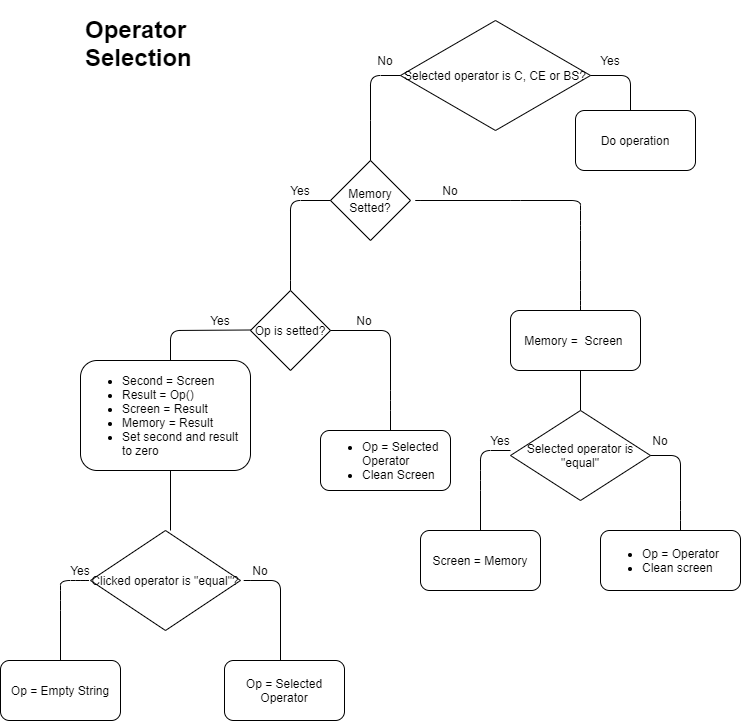 Operator
Selection
No
Yes
Selected operator is C, CE or BS?
Do operation
Yes
Memory
Setted?
No
Yes
Op is setted?
No
Memory =  Screen
• Second = Screen
• Result = Op()
• Screen = Result
• Memory = Result
• Set second and result
to zero
• Op = Selected
Operator
• Clean Screen
Yes
Selected operator is
"equal"
No
Screen = Memory
• Op = Operator
• Clean screen
Yes
Clicked operator is "equal"?
No
Op = Empty String
Op = Selected
Operator